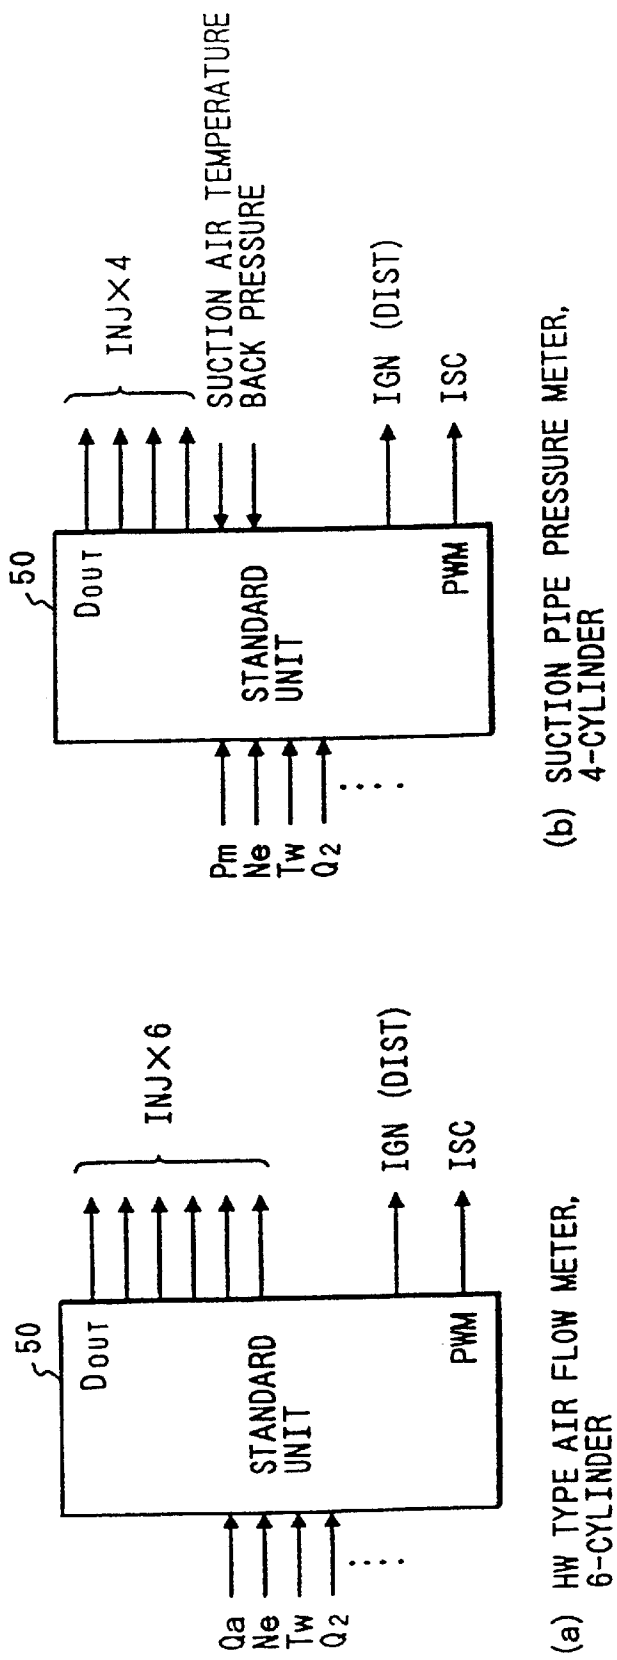 50
DOUT
INJ×6
STANDARD
UNIT
Qa
Ne
Tw
Q2
....
IGN (DIST)
PWM
ISC
(a) HW TYPE AIR FLOW METER,
6-CYLINDER
50
DOUT
INJ×4
SUCTION AIR TEMPERATURE
BACK PRESSURE
STANDARD
UNIT
Pm
Ne
Tw
Q2
....
IGN (DIST)
PWM
ISC
(b) SUCTION PIPE PRESSURE METER,
4-CYLINDER